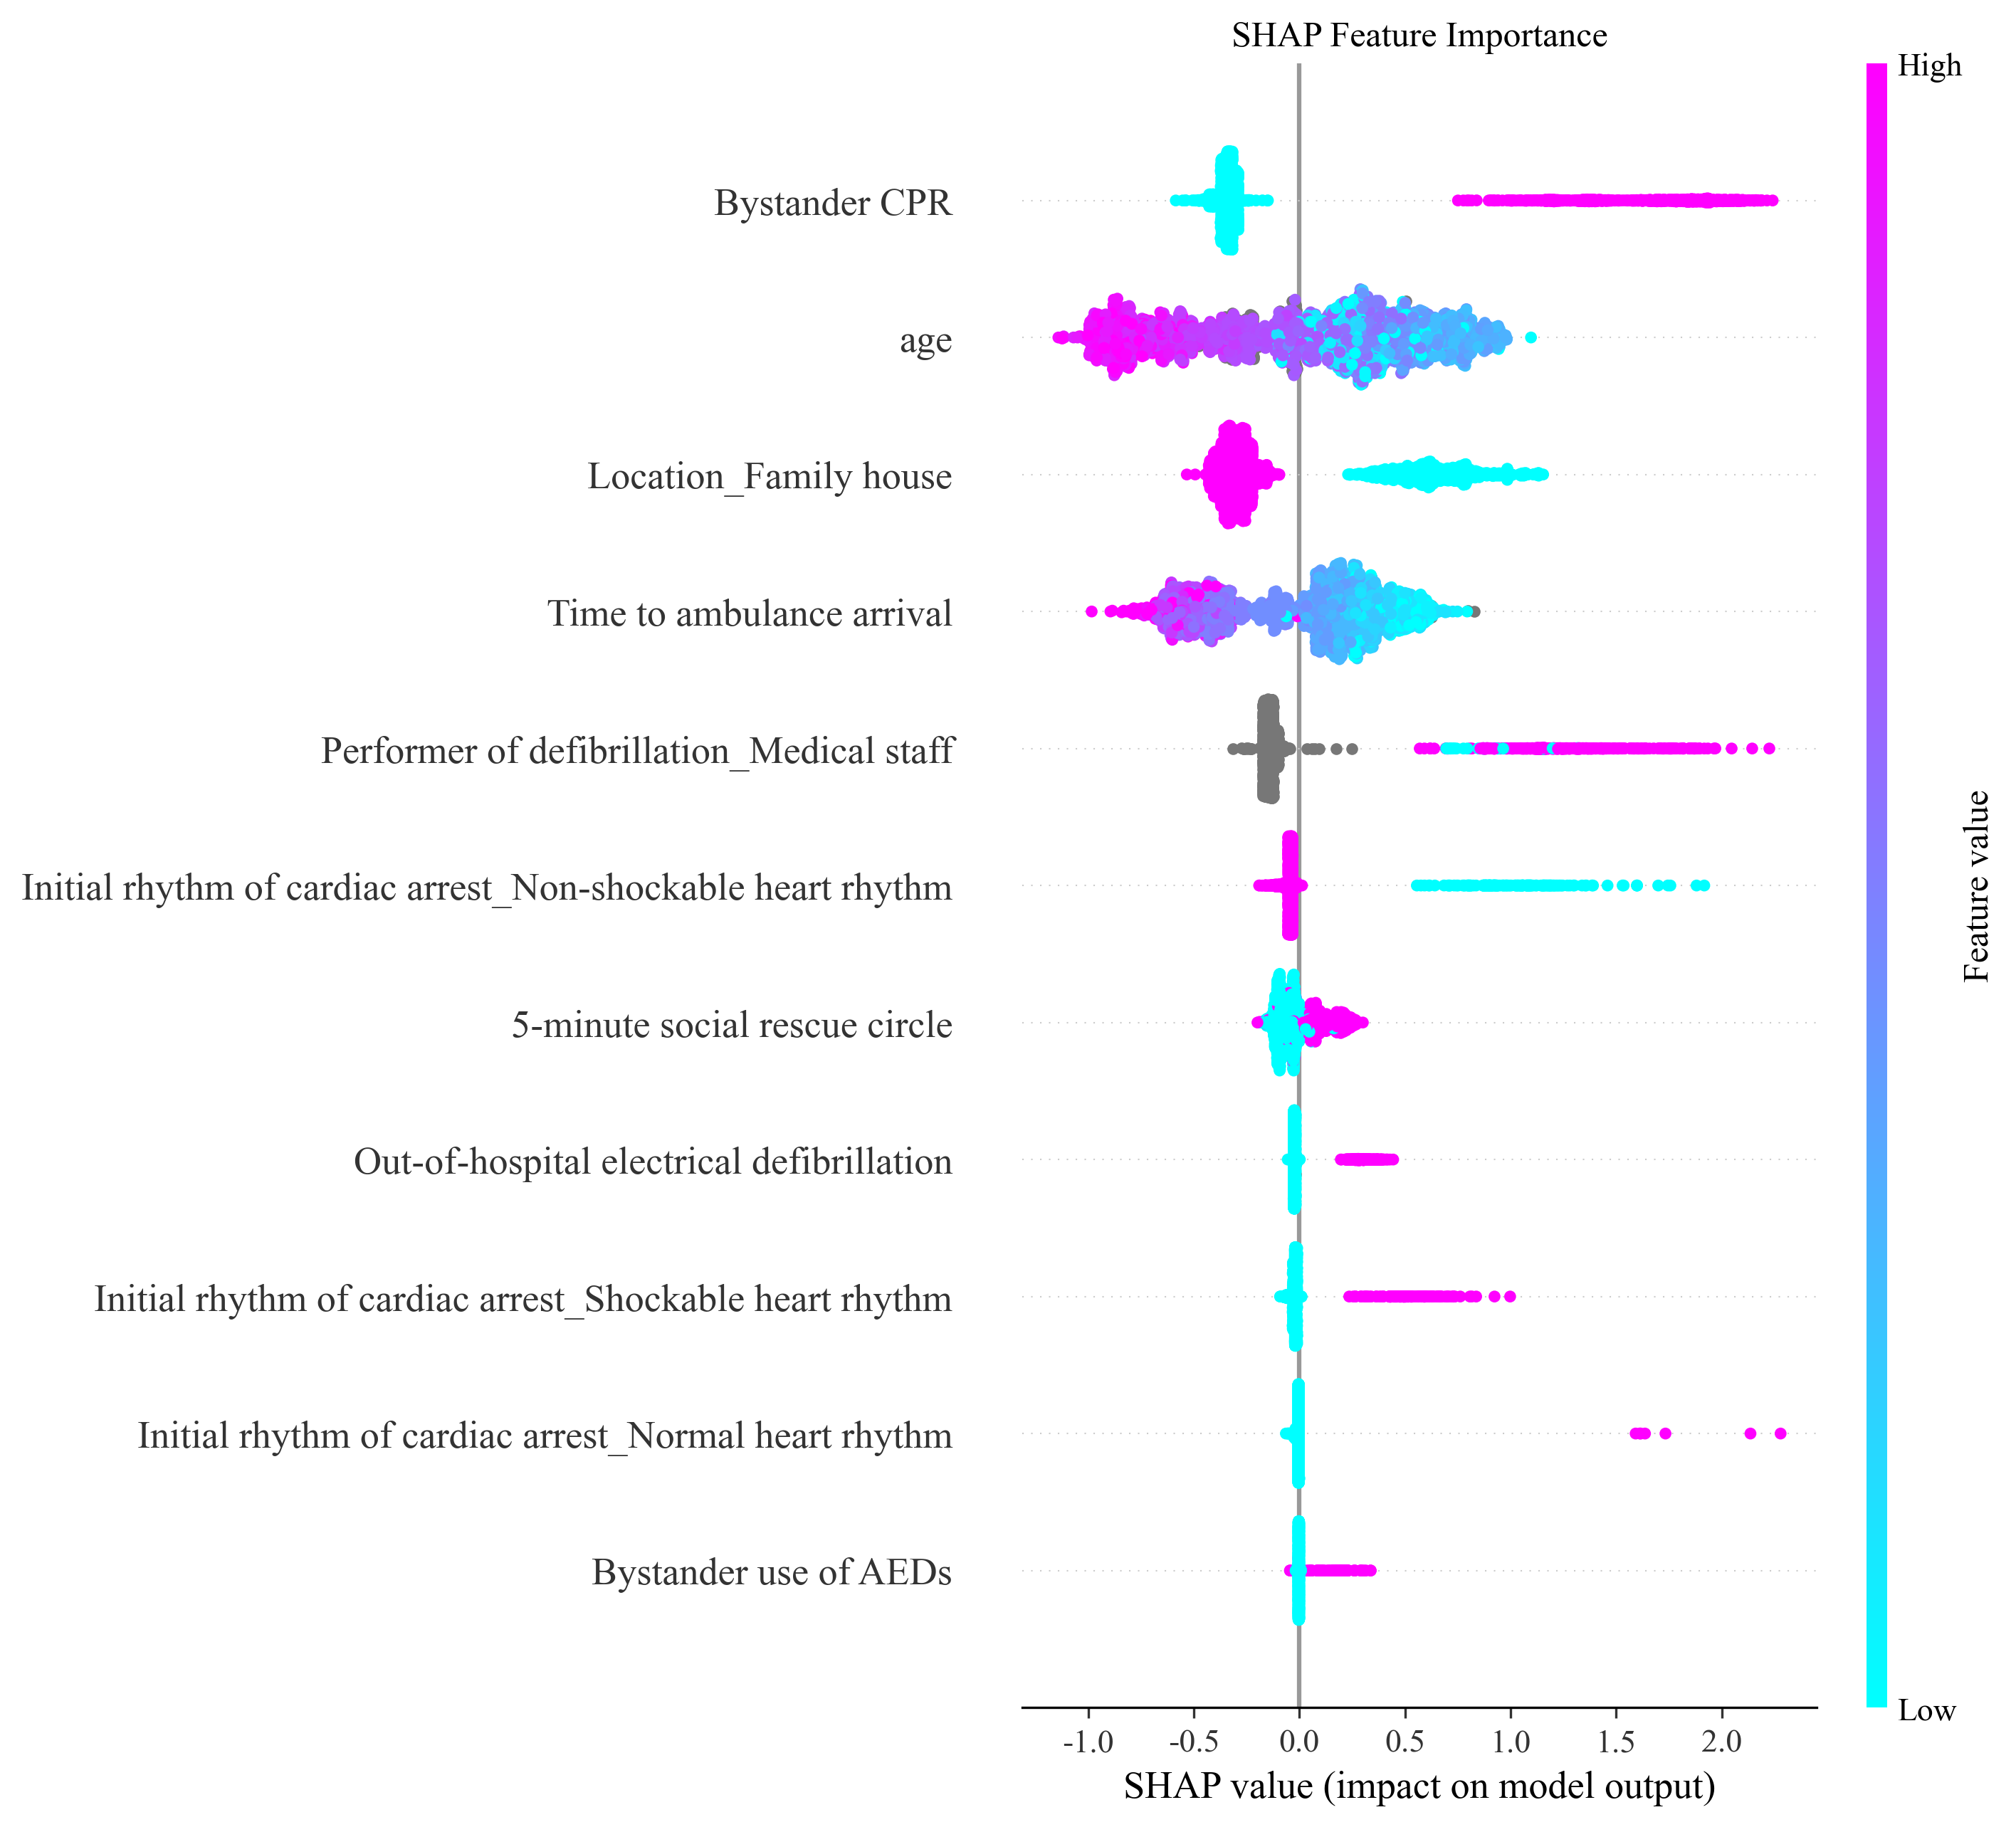 SHAP Feature Importance
High
Bystander CPR
age
Location_Family house
Time to ambulance arrival
Performer of defibrillation_Medical staff
Initial rhythm of cardiac arrest_Non-shockable heart rhythm
5-minute social rescue circle
Out-of-hospital electrical defibrillation
Initial rhythm of cardiac arrest_Shockable heart rhythm
Initial rhythm of cardiac arrest_Normal heart rhythm
Bystander use of AEDs
Feature value
Low
-1.0 -0.5 0.0 0.5 1.0 1.5 2.0
SHAP value (impact on model output)